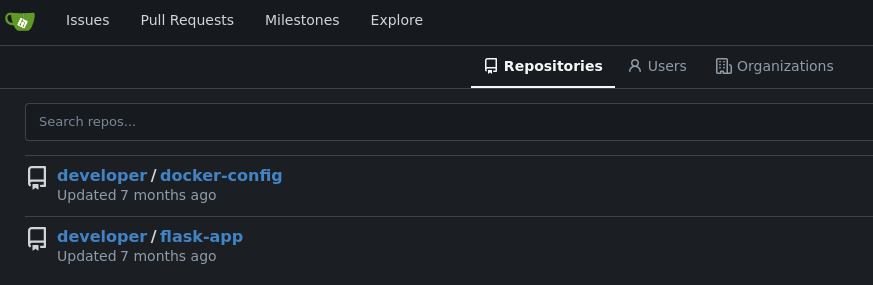 Issues Pull Requests Milestones Explore
Repositories Users Organizations
Search repos...
developer / docker-config
Updated 7 months ago
developer / flask-app
Updated 7 months ago